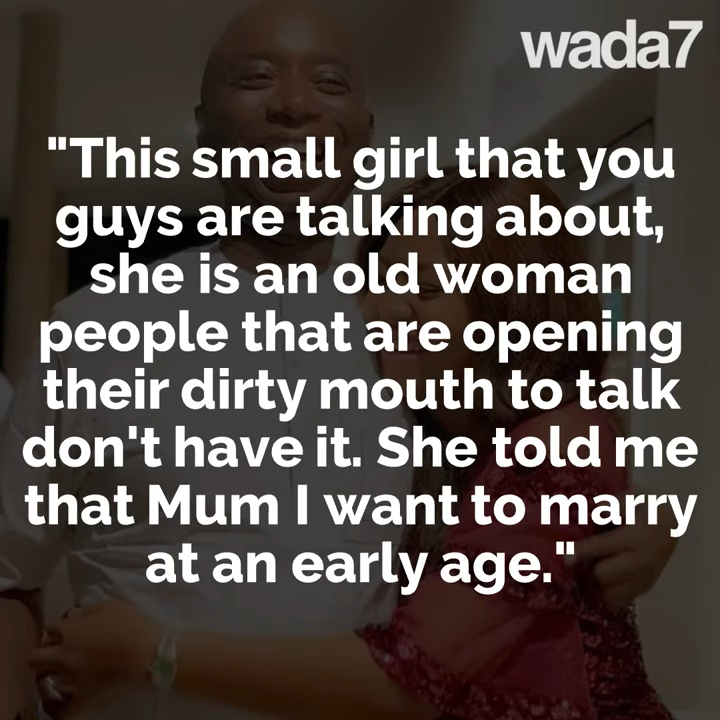 wada7
"This small girl that you
guys are talking about,
she is an old woman
people that are opening
their dirty mouth to talk
don't have it. She told me
that Mum I want to marry
at an early age."